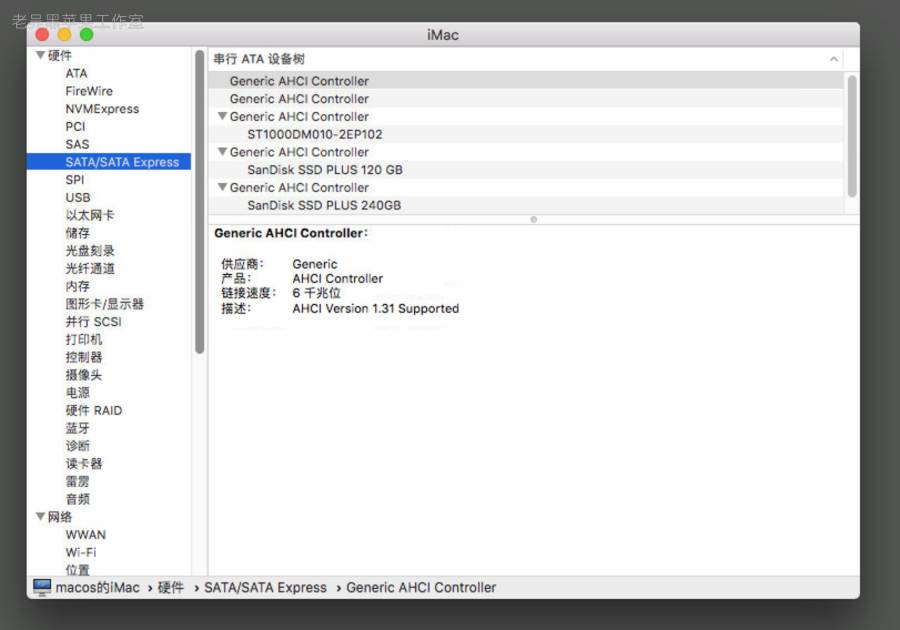 老吴黑苹果工作室
iMac
硬件
ATA
FireWire
NVMExpress
PCI
SAS
SATA/SATA Express
SPI
USB
以太网卡
储存
光盘刻录
光纤通道
内存
图形卡/显示器
并行 SCSI
打印机
控制器
摄像头
电源
硬件 RAID
蓝牙
诊断
读卡器
雷雳
音频
网络
WWAN
Wi-Fi
位置
串行 ATA 设备树
Generic AHCI Controller
Generic AHCI Controller
Generic AHCI Controller
ST1000DM010-2EP102
Generic AHCI Controller
SanDisk SSD PLUS 120 GB
Generic AHCI Controller
SanDisk SSD PLUS 240GB
Generic AHCI Controller：
供应商： Generic
产品： AHCI Controller
链接速度： 6 千兆位
描述： AHCI Version 1.31 Supported
macos的iMac › 硬件 › SATA/SATA Express › Generic AHCI Controller